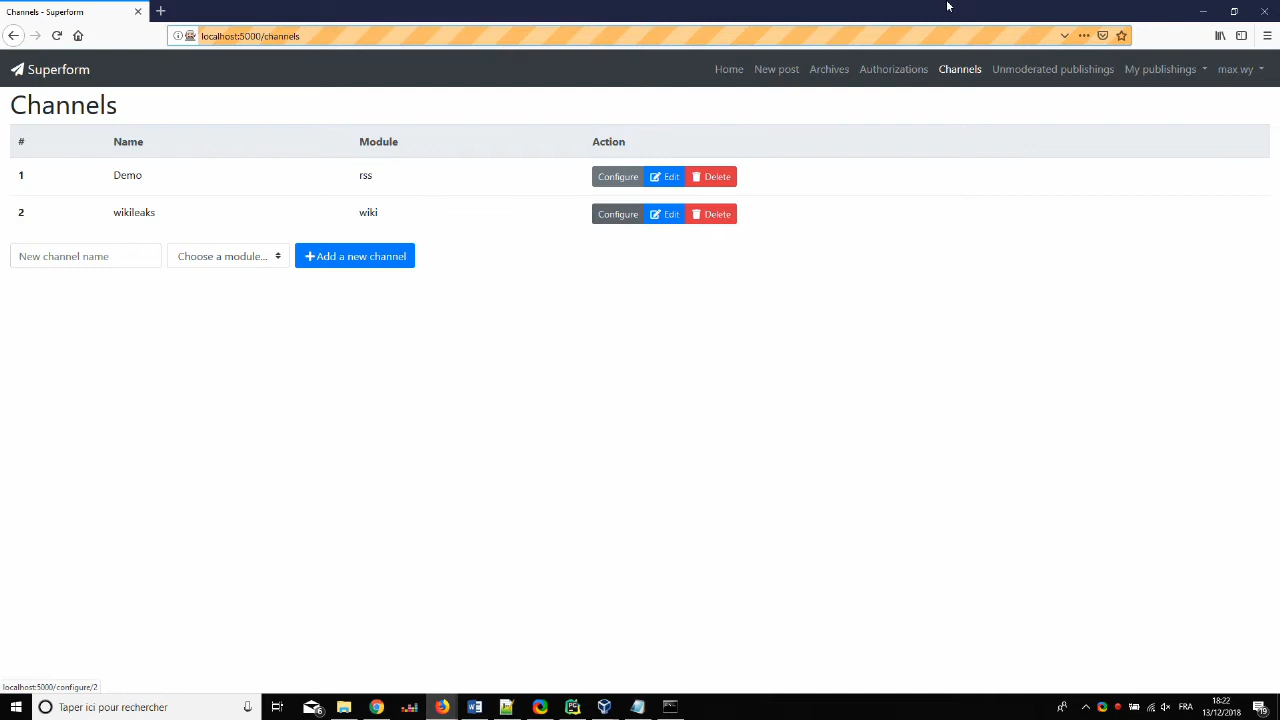 Channels - Superform
localhost:5000/channels
Superform
Home New post Archives Authorizations Channels Unmoderated publishings My publishings max wy
Channels
# Name Module Action
1 Demo rss Configure Edit Delete
2 wikileaks wiki Configure Edit Delete
New channel name Choose a module... Add a new channel
localhost:5000/configure/2
Taper ici pour rechercher
FRA
18:22
13/12/2018